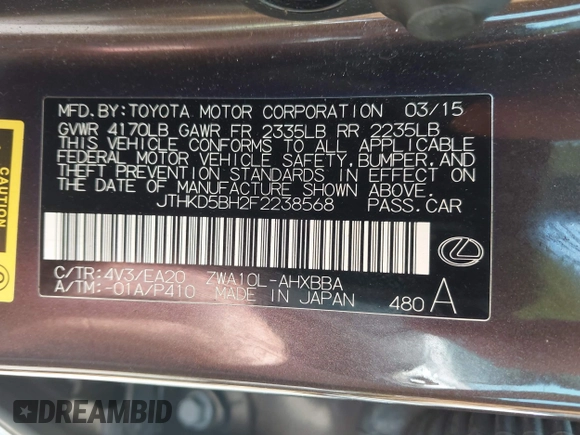 MFD.BY:TOYOTA MOTOR CORPORATION 03/15
GVWR 4170LB GAWR FR 2335LB RR 2235LB
THIS VEHICLE CONFORMS TO ALL APPLICABLE
FEDERAL MOTOR VEHICLE SAFETY,BUMPER,AND
THEFT PREVENTION STANDARDS IN EFFECT ON
THE DATE OF MANUFACTURE SHOWN ABOVE.
JTHKD5BH2F2238568 PASS.CAR
C/TR:4V3/EA20 ZWA10L-AHXBBA
A/TM:-01A/P410 MADE IN JAPAN 480 A
CAUTION
DREAMBID